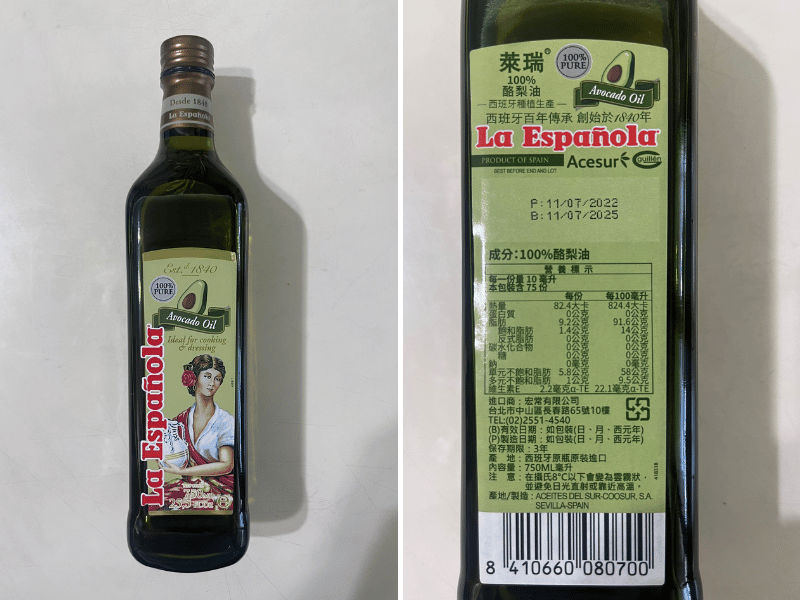 Desde 1840
La Española
Est.d 1840
100%
PURE
Avocado Oil
Ideal for cooking
& dressing
La Española
750
25,3
萊瑞®
100%
PURE
100%
酪梨油
Avocado Oil
西班牙種植生產
西班牙百年傳承 創始於1840年
La Española
PRODUCT OF SPAIN
Acesur
Guillén
BEST BEFORE END AND LOT
P:11/07/2022
B:11/07/2025
成分:100%酪梨油
營養標示
每一份量 10 毫升
本包裝含 75 份
每份 每100毫升
熱量 82.4大卡 824.4大卡
蛋白質 0公克 0公克
脂肪 9.2公克 91.6公克
飽和脂肪 1.4公克 14公克
反式脂肪 0公克 0公克
碳水化合物 0公克 0公克
糖 0公克 0公克
鈉 0毫克 0毫克
單元不飽和脂肪 5.8公克 58公克
多元不飽和脂肪 1公克 9.5公克
維生素E 2.2毫克α-TE 22.1毫克α-TE
進口商:宏常有限公司
台北市中山區長春路65號10樓
TEL:(02)2551-4540
(B)有效日期:如包裝(日、月、西元年)
(P)製造日期:如包裝(日、月、西元年)
保存期限:3年
產 地:西班牙原瓶原裝進口
內容量:750ML毫升
注 意:在攝氏8°C以下會變為雲霧狀,
並避免日光直射或靠近高溫。
產地/製造:ACEITES DEL SUR-COOSUR, S.A.
SEVILLA-SPAIN
8 410660 080700